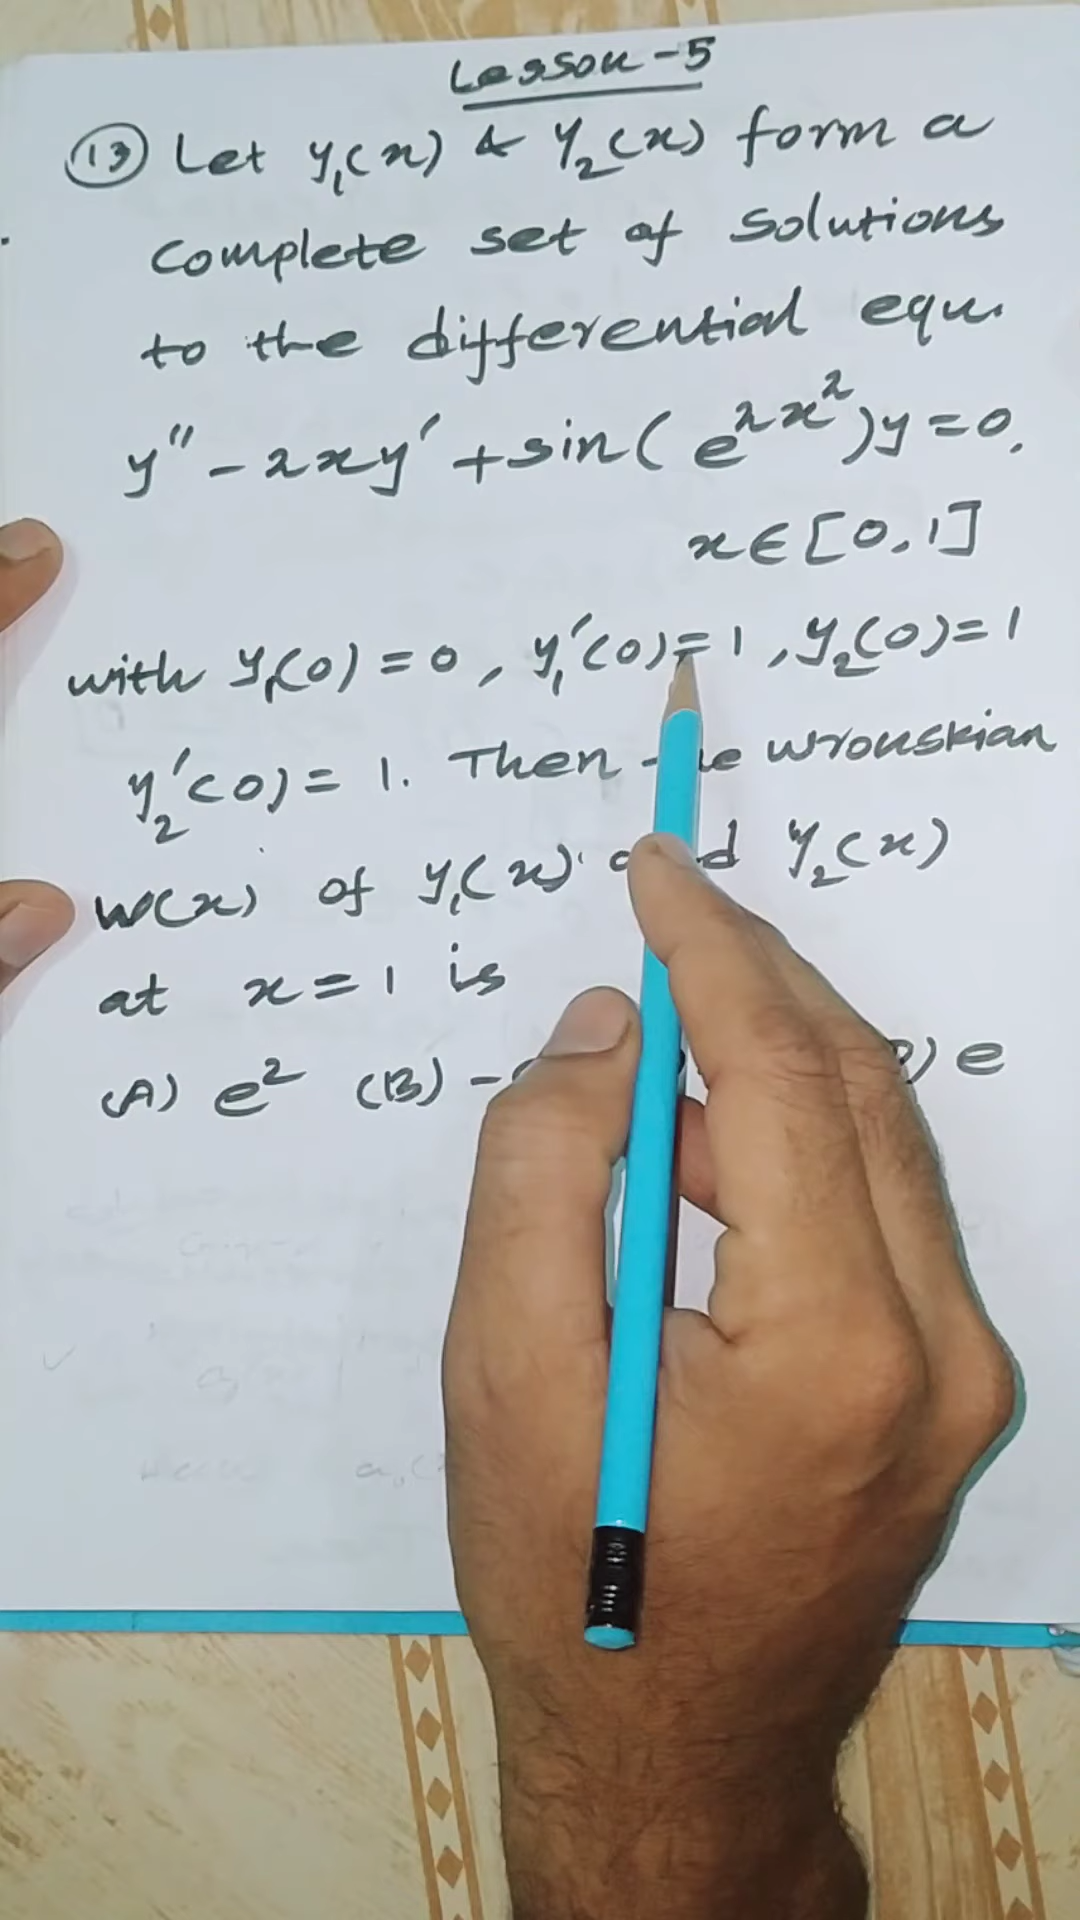 Lesson - 5
(13) Let y₁(x) & y₂(x) form a
complete set of solutions
to the differential equ.
y" - 2xy' + sin(e^{2x²})y = 0.
x ∈ [0, 1]
with y₁(0) = 0, y₁'(0) = 1, y₂(0) = 1
y₂'(0) = 1. Then wronskian
W(x) of y₁(x) y₂(x)
at x = 1 is
(A) e² (B) - ) e